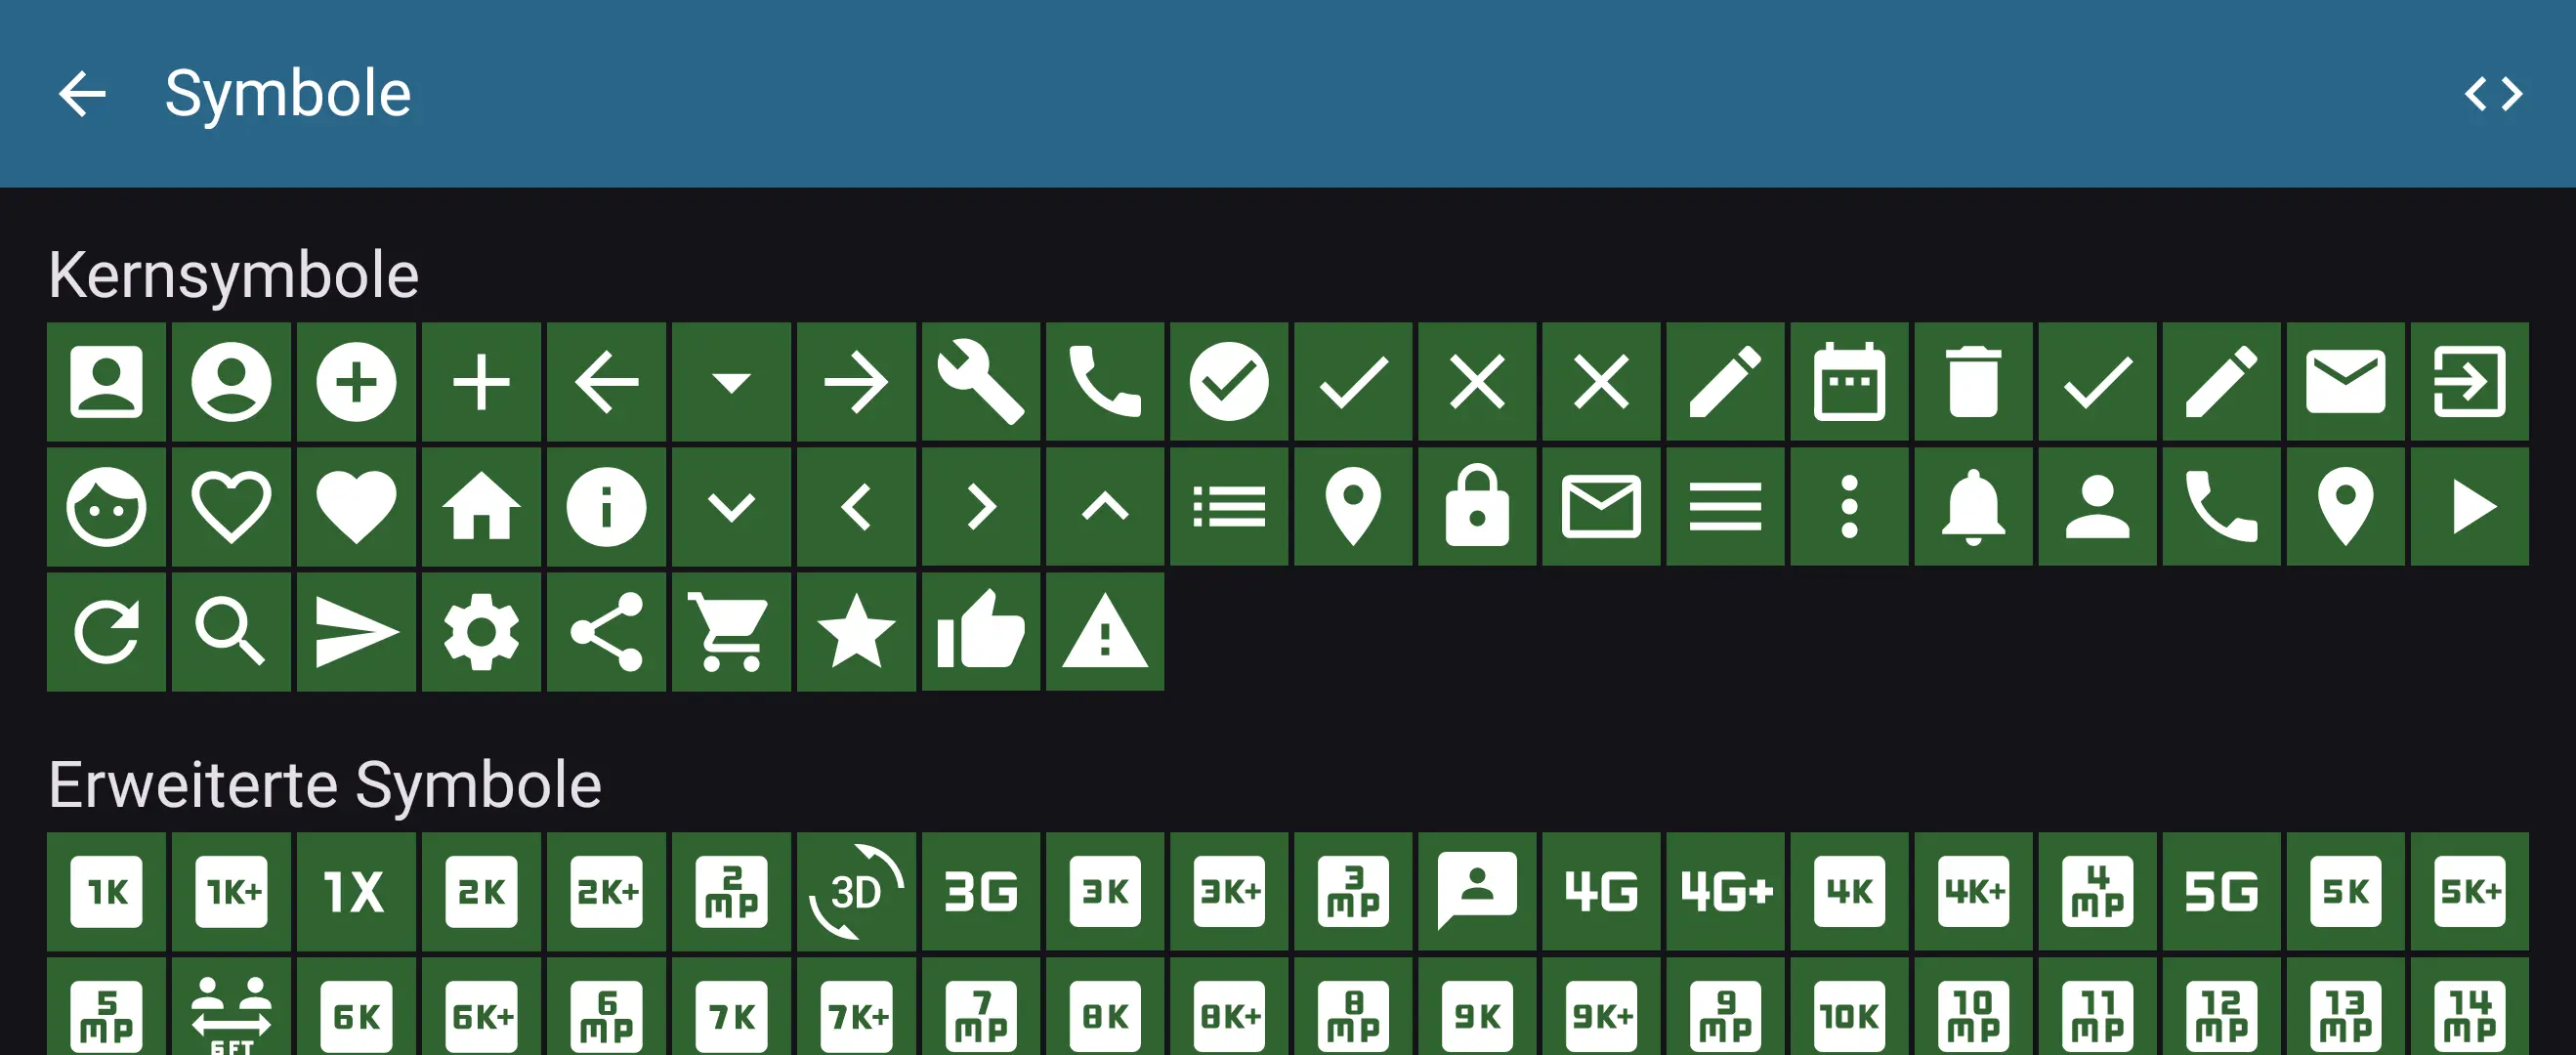 Symbole
Kernsymbole
Erweiterte Symbole
1K 1K+ 1X 2K 2K+ 2 MP 3D 3G 3K 3K+ 3 MP 4G 4G+ 4K 4K+ 4 MP 5G 5K 5K+
5 MP 6FT 6K 6K+ 6 MP 7K 7K+ 7 MP 8K 8K+ 8 MP 9K 9K+ 9 MP 10K 10 MP 11 MP 12 MP 13 MP 14 MP